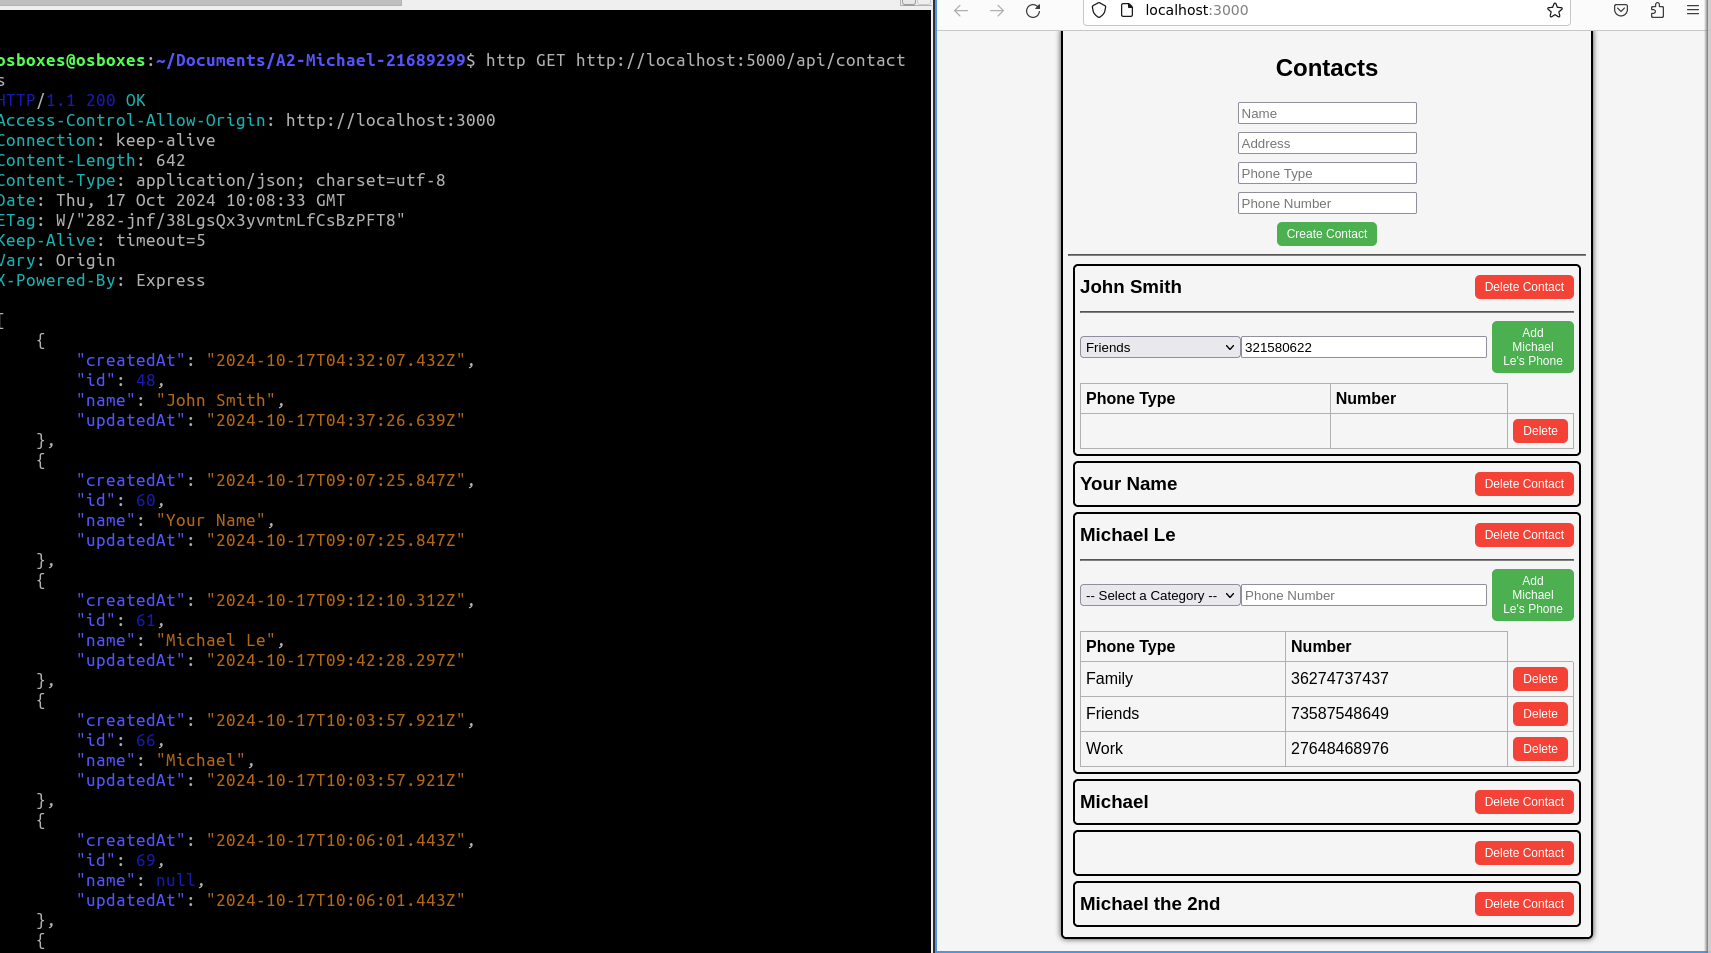 osboxes@osboxes:~/Documents/A2-Michael-21689299$ http GET http://localhost:5000/api/contact
s
HTTP/1.1 200 OK
Access-Control-Allow-Origin: http://localhost:3000
Connection: keep-alive
Content-Length: 642
Content-Type: application/json; charset=utf-8
Date: Thu, 17 Oct 2024 10:08:33 GMT
ETag: W/"282-jnf/38LgsQx3yvmtmLfCsBzPFT8"
Keep-Alive: timeout=5
Vary: Origin
X-Powered-By: Express
[
{
"createdAt": "2024-10-17T04:32:07.432Z",
"id": 48,
"name": "John Smith",
"updatedAt": "2024-10-17T04:37:26.639Z"
},
{
"createdAt": "2024-10-17T09:07:25.847Z",
"id": 60,
"name": "Your Name",
"updatedAt": "2024-10-17T09:07:25.847Z"
},
{
"createdAt": "2024-10-17T09:12:10.312Z",
"id": 61,
"name": "Michael Le",
"updatedAt": "2024-10-17T09:42:28.297Z"
},
{
"createdAt": "2024-10-17T10:03:57.921Z",
"id": 66,
"name": "Michael",
"updatedAt": "2024-10-17T10:03:57.921Z"
},
{
"createdAt": "2024-10-17T10:06:01.443Z",
"id": 69,
"name": null,
"updatedAt": "2024-10-17T10:06:01.443Z"
},
{
localhost:3000
Contacts
Name
Address
Phone Type
Phone Number
Create Contact
John Smith Delete Contact
Friends 321580622 Add
Michael
Le's Phone
Phone Type Number
Delete
Your Name Delete Contact
Michael Le Delete Contact
-- Select a Category -- Phone Number Add
Michael
Le's Phone
Phone Type Number
Family 36274737437 Delete
Friends 73587548649 Delete
Work 27648468976 Delete
Michael Delete Contact
Delete Contact
Michael the 2nd Delete Contact